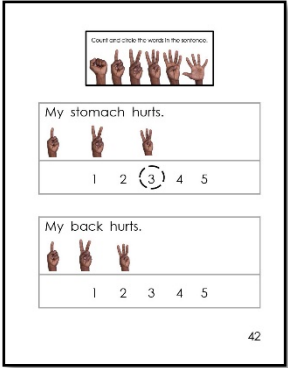 Count and circle the words in the sentence.
My stomach hurts.
1 2 3 4 5
My back hurts.
1 2 3 4 5
42